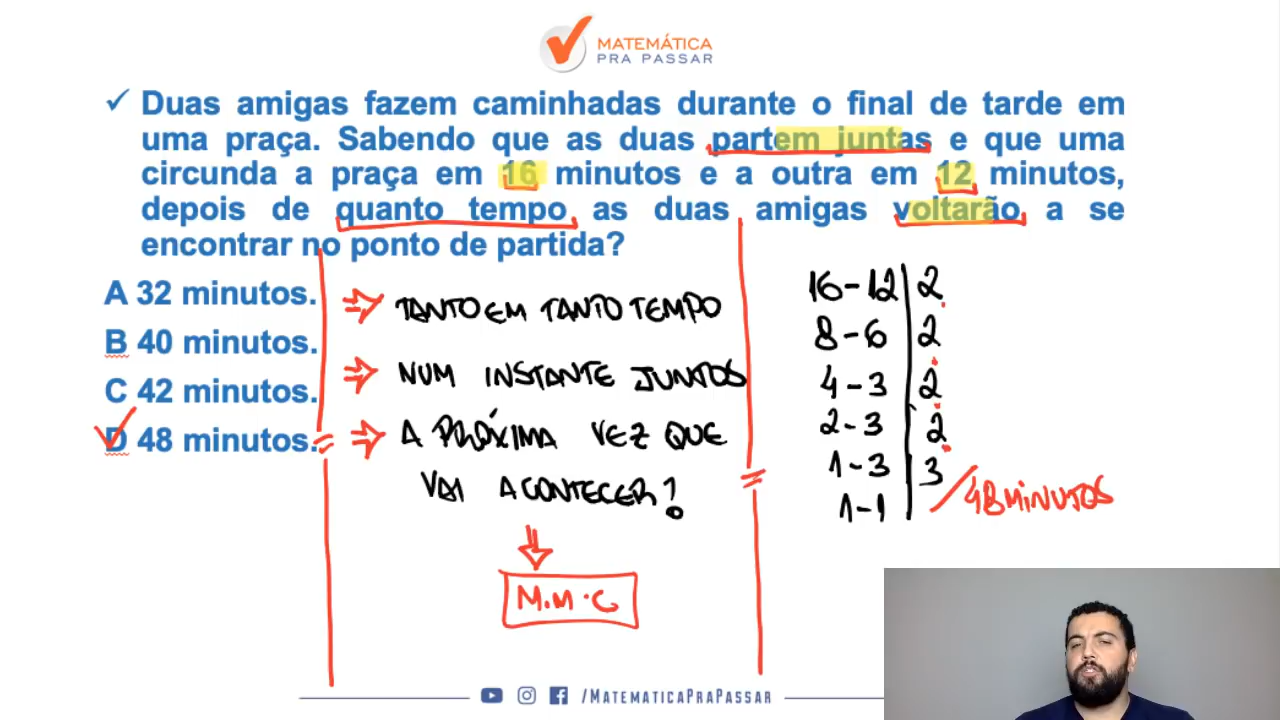 MATEMÁTICA
PRA PASSAR
✓ Duas amigas fazem caminhadas durante o final de tarde em
uma praça. Sabendo que as duas partem juntas e que uma
circunda a praça em 16 minutos e a outra em 12 minutos,
depois de quanto tempo as duas amigas voltarão a se
encontrar no ponto de partida?
A 32 minutos.
B 40 minutos.
C 42 minutos.
D 48 minutos.
⇒ TANTO EM TANTO TEMPO
⇒ NUM INSTANTE JUNTOS
⇒ A PRÓXIMA VEZ QUE
VAI ACONTECER?
M.M.C
16-12 | 2
8-6 | 2
4-3 | 2
2-3 | 2
1-3 | 3
1-1 | / 48 MINUTOS
/MATEMATICAPRAPASSAR